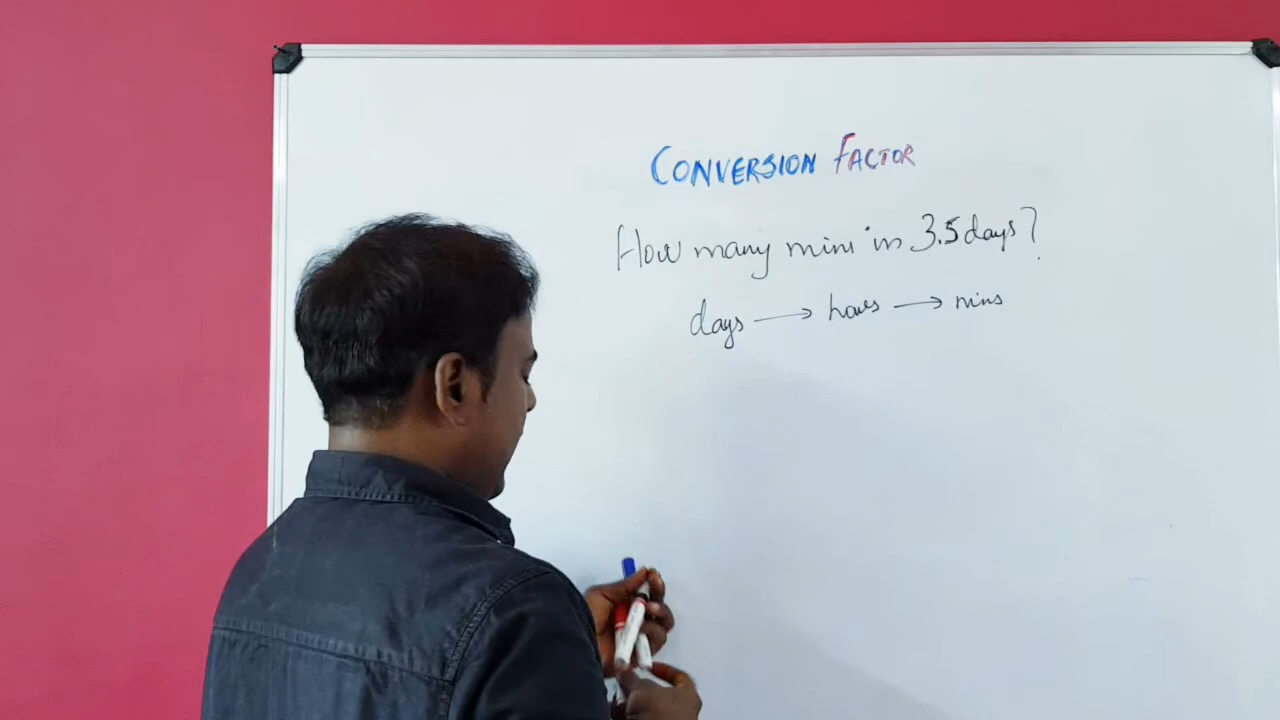 CONVERSION FACTOR
How many mins in 3.5 days?
days → hours → mins